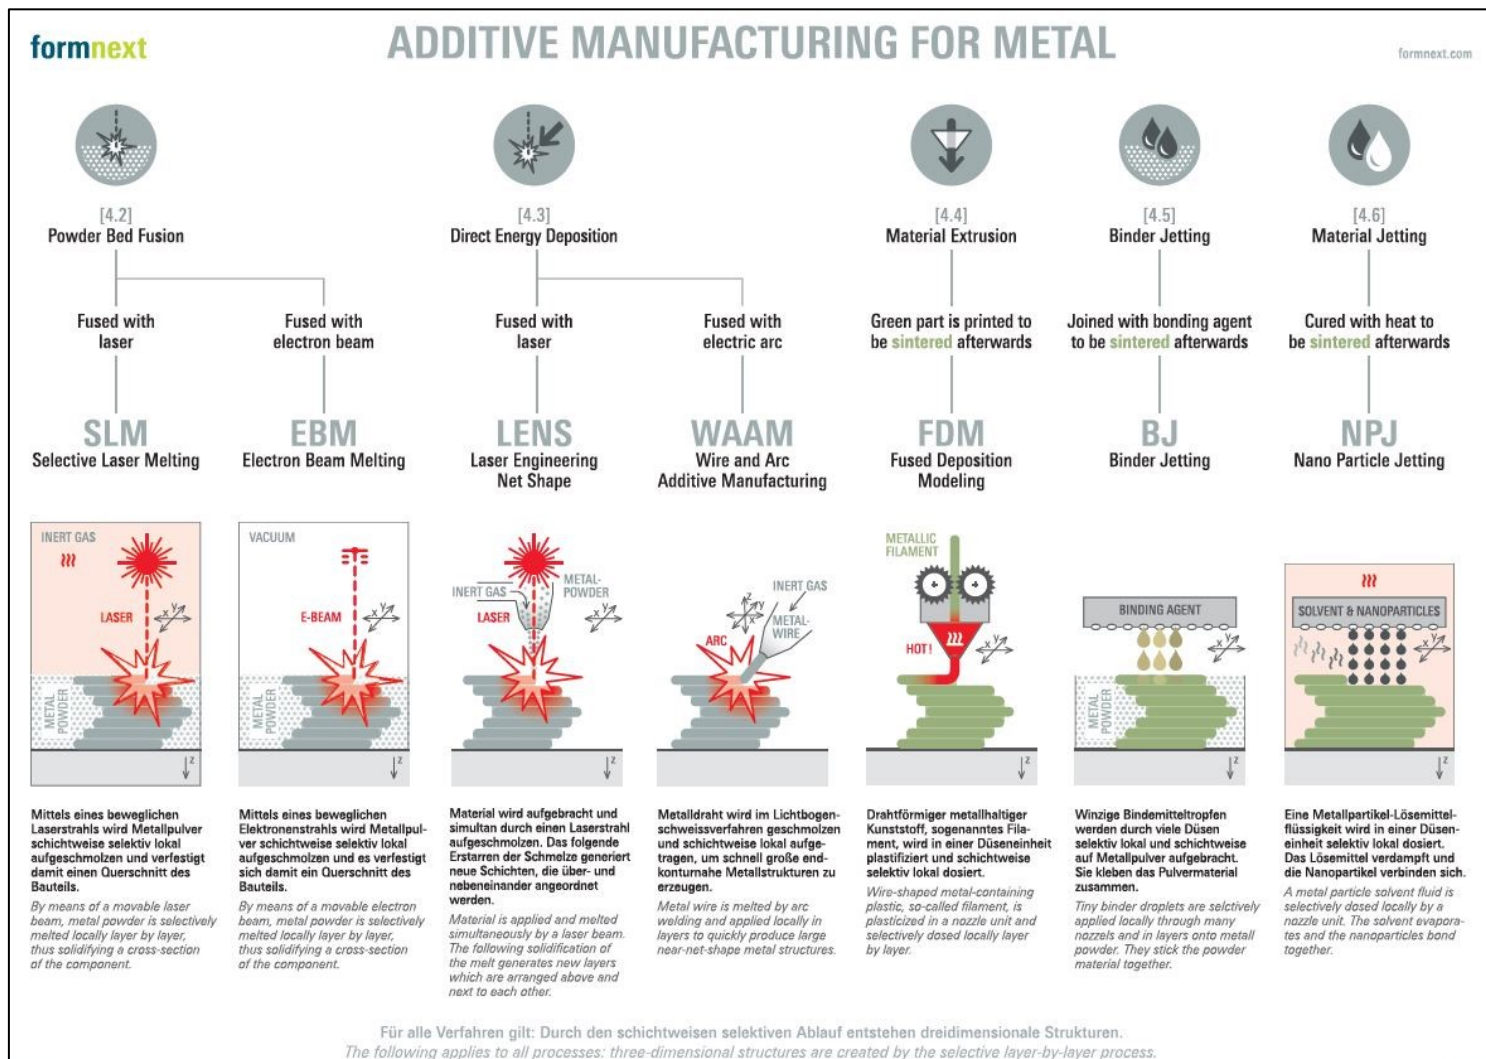 formnext
ADDITIVE MANUFACTURING FOR METAL
formnext.com
[4.2]
Powder Bed Fusion
[4.3]
Direct Energy Deposition
[4.4]
Material Extrusion
[4.5]
Binder Jetting
[4.6]
Material Jetting
Fused with
laser
Fused with
electron beam
Fused with
laser
Fused with
electric arc
Green part is printed to
be sintered afterwards
Joined with bonding agent
to be sintered afterwards
Cured with heat to
be sintered afterwards
SLM
Selective Laser Melting
EBM
Electron Beam Melting
LENS
Laser Engineering
Net Shape
WAAM
Wire and Arc
Additive Manufacturing
FDM
Fused Deposition
Modeling
BJ
Binder Jetting
NPJ
Nano Particle Jetting
INERT GAS
LASER
x y
METAL
POWDER
z
VACUUM
E-BEAM
x y
METAL
POWDER
z
INERT GAS
METAL-
POWDER
LASER
x y
z
INERT GAS
METAL-
WIRE
ARC
z
y
x
z
METALLIC
FILAMENT
HOT!
x y
z
BINDING AGENT
x y
METAL
POWDER
z
SOLVENT & NANOPARTICLES
x y
z
Mittels eines beweglichen
Laserstrahls wird Metallpulver
schichtweise selektiv lokal
aufgeschmolzen und verfestigt
damit einen Querschnitt des
Bauteils.
By means of a movable laser
beam, metal powder is selectively
melted locally layer by layer,
thus solidifying a cross-section
of the component.
Mittels eines beweglichen
Elektronenstrahls wird Metallpul-
ver schichtweise selektiv lokal
aufgeschmolzen und es verfestigt
sich damit ein Querschnitt des
Bauteils.
By means of a movable electron
beam, metal powder is selectively
melted locally layer by layer,
thus solidifying a cross-section
of the component.
Material wird aufgebracht und
simultan durch einen Laserstrahl
aufgeschmolzen. Das folgende
Erstarren der Schmelze generiert
neue Schichten, die über- und
nebeneinander angeordnet
werden.
Material is applied and melted
simultaneously by a laser beam.
The following solidification of
the melt generates new layers
which are arranged above and
next to each other.
Metalldraht wird im Lichtbogen-
schweissverfahren geschmolzen
und schichtweise lokal aufge-
tragen, um schnell große end-
konturnahe Metallstrukturen zu
erzeugen.
Metal wire is melted by arc
welding and applied locally in
layers to quickly produce large
near-net-shape metal structures.
Drahtförmiger metallhaltiger
Kunststoff, sogenanntes Fila-
ment, wird in einer Düseneinheit
plastifiziert und schichtweise
selektiv lokal dosiert.
Wire-shaped metal-containing
plastic, so-called filament, is
plasticized in a nozzle unit and
selectively dosed locally layer
by layer.
Winzige Bindemitteltropfen
werden durch viele Düsen
selektiv lokal und schichtweise
auf Metallpulver aufgebracht.
Sie kleben das Pulvermaterial
zusammen.
Tiny binder droplets are selctively
applied locally through many
nozzels and in layers onto metall
powder. They stick the powder
material together.
Eine Metallpartikel-Lösemittel-
flüssigkeit wird in einer Düsen-
einheit selektiv lokal dosiert.
Das Lösemittel verdampft und
die Nanopartikel verbinden sich.
A metal particle solvent fluid is
selectively dosed locally by a
nozzle unit. The solvent evapora-
tes and the nanoparticles bond
together.
Für alle Verfahren gilt: Durch den schichtweisen selektiven Ablauf entstehen dreidimensionale Strukturen.
The following applies to all processes: three-dimensional structures are created by the selective layer-by-layer process.